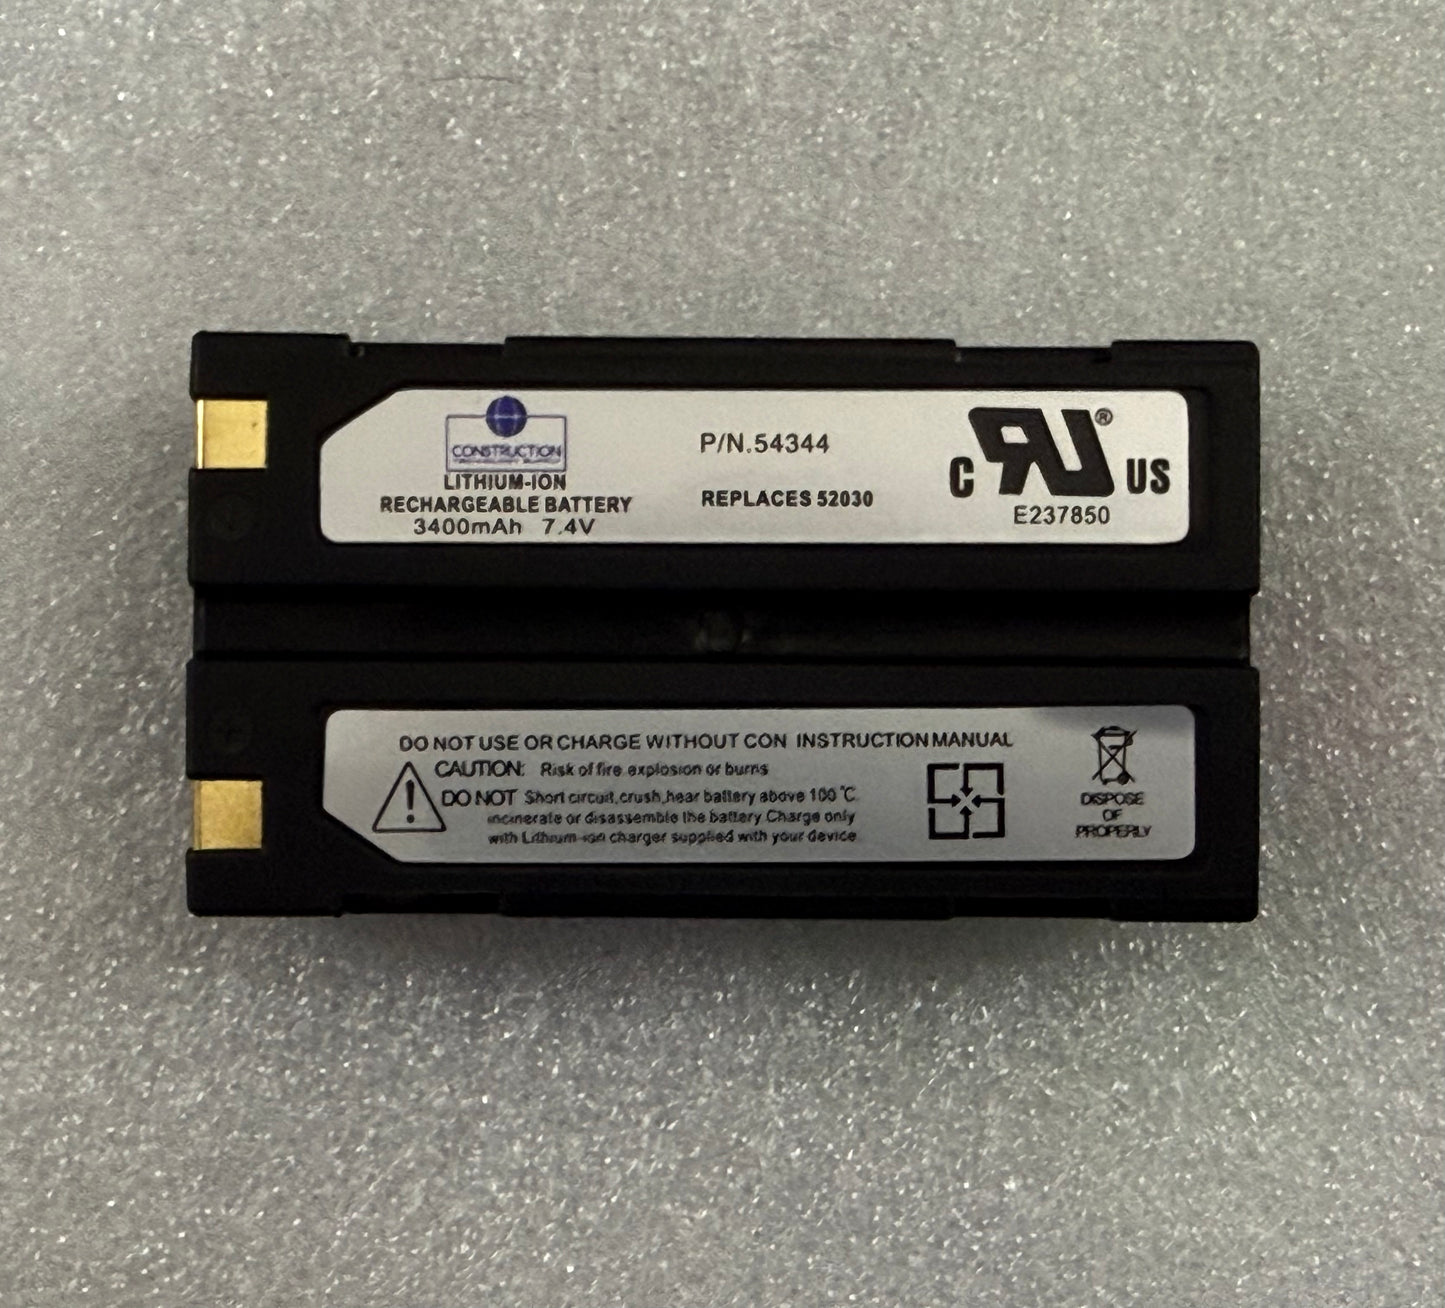 CONSTRUCTION
LITHIUM-ION
RECHARGEABLE BATTERY
3400mAh 7.4V
P/N.54344
REPLACES 52030
C RU ® US
E237850
DO NOT USE OR CHARGE WITHOUT CON INSTRUCTION MANUAL
CAUTION: Risk of fire explosion or burns
DO NOT Short circuit,crush,hear battery above 100℃
incinerate or disassemble the battery Charge only
with Lithium-ion charger supplied with your device
DISPOSE
OF
PROPERLY